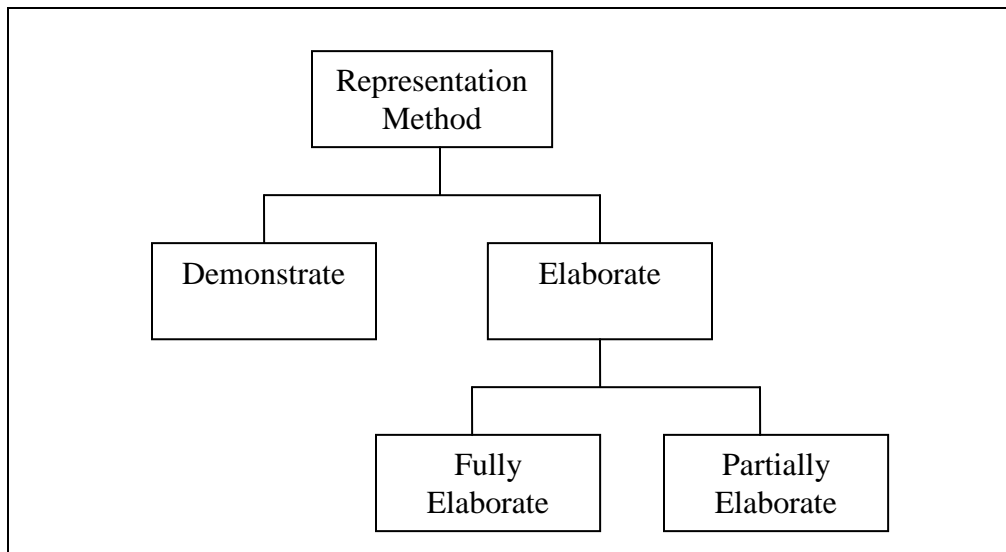 Representation
Method
Demonstrate
Elaborate
Fully
Elaborate
Partially
Elaborate